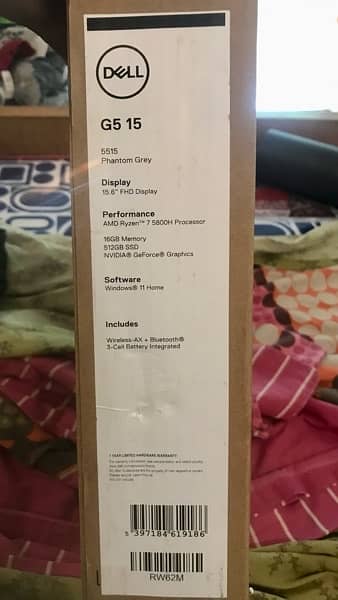 DELL
G5 15
5515
Phantom Grey
Display
15.6" FHD Display
Performance
AMD Ryzen™ 7 5800H Processor
16GB Memory
512GB SSD
NVIDIA® GeForce® Graphics
Software
Windows® 11 Home
Includes
Wireless-AX + Bluetooth®
3-Cell Battery Integrated
1 YEAR LIMITED HARDWARE WARRANTY:
5 397184 619186
RW62M